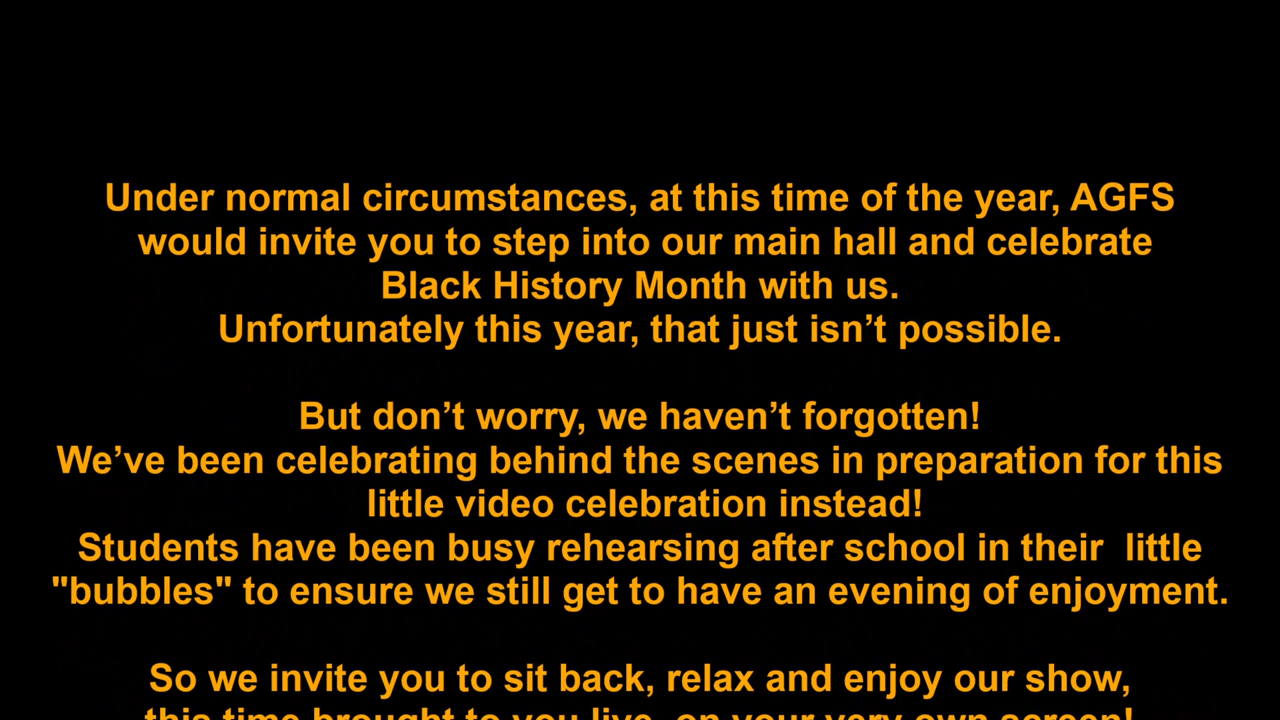 Under normal circumstances, at this time of the year, AGFS
would invite you to step into our main hall and celebrate
Black History Month with us.
Unfortunately this year, that just isn’t possible.
But don’t worry, we haven’t forgotten!
We’ve been celebrating behind the scenes in preparation for this
little video celebration instead!
Students have been busy rehearsing after school in their  little
"bubbles" to ensure we still get to have an evening of enjoyment.
So we invite you to sit back, relax and enjoy our show,
this time brought to you live, on your very own screen!